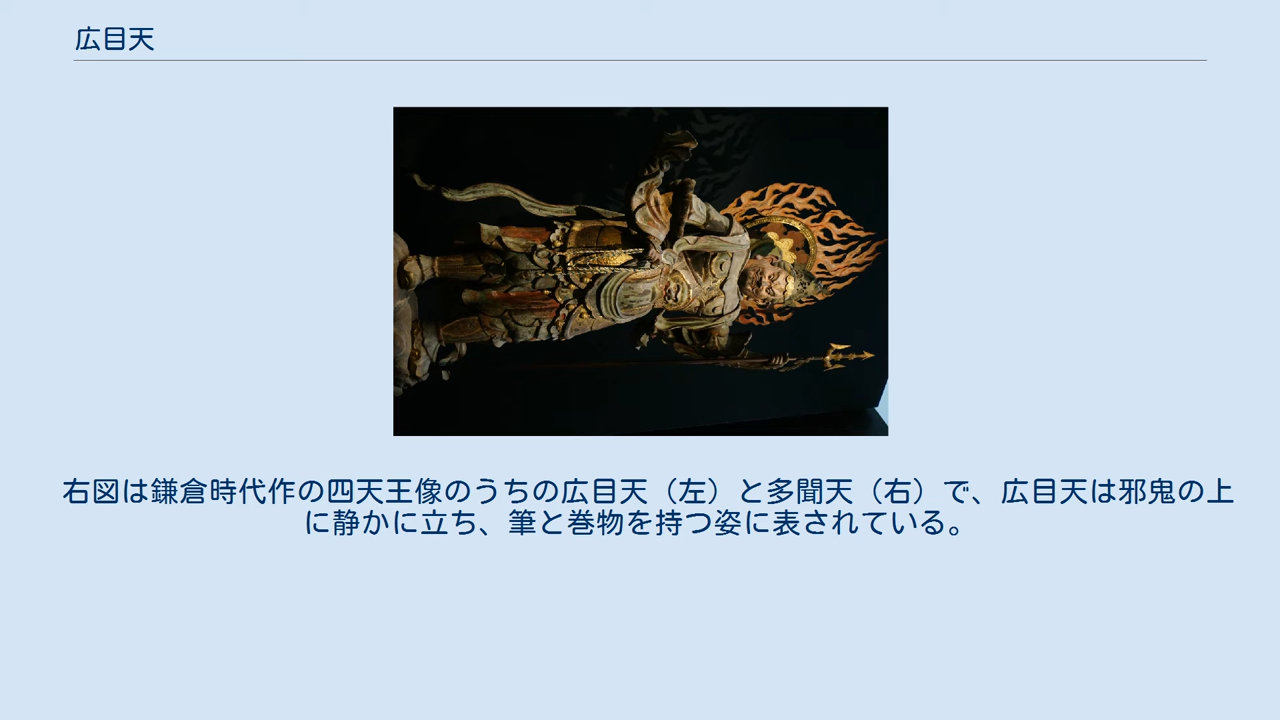 広目天
右図は鎌倉時代作の四天王像のうちの広目天（左）と多聞天（右）で、広目天は邪鬼の上
に静かに立ち、筆と巻物を持つ姿に表されている。